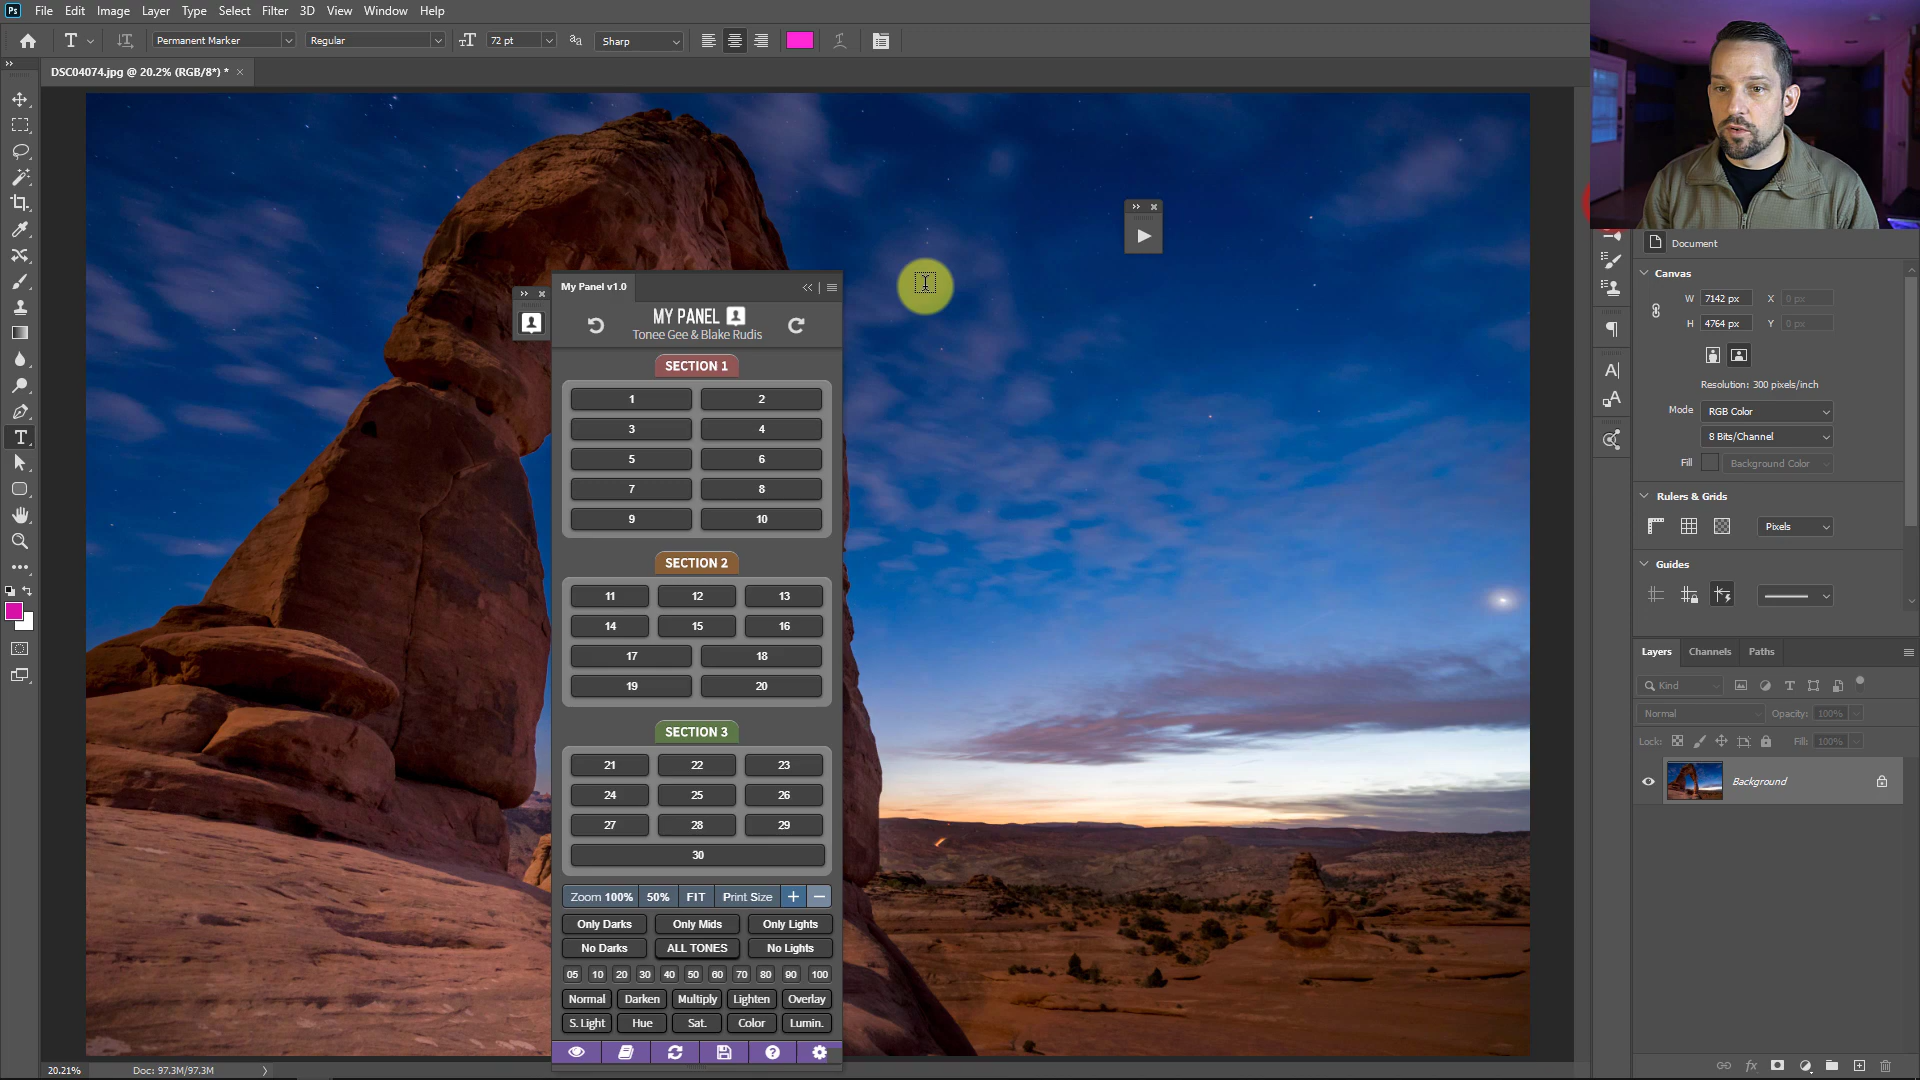 Ps File Edit Image Layer Type Select Filter 3D View Window Help
T Permanent Marker Regular 72 pt Sharp
DSC04074.jpg @ 20.2% (RGB/8*) *
My Panel v1.0
MY PANEL
Tonee Gee & Blake Rudis
SECTION 1
1 2
3 4
5 6
7 8
9 10
SECTION 2
11 12 13
14 15 16
17 18
19 20
SECTION 3
21 22 23
24 25 26
27 28 29
30
Zoom 100% 50% FIT Print Size + −
Only Darks Only Mids Only Lights
No Darks ALL TONES No Lights
05 10 20 30 40 50 60 70 80 90 100
Normal Darken Multiply Lighten Overlay
S. Light Hue Sat. Color Lumin.
Document
Canvas
W 7142 px X 0 px
H 4764 px Y 0 px
Resolution: 300 pixels/inch
Mode RGB Color
8 Bits/Channel
Fill Background Color
Rulers & Grids
Pixels
Guides
Layers Channels Paths
Kind
Normal Opacity: 100%
Lock: Fill: 100%
Background
20.21% Doc: 97.3M/97.3M